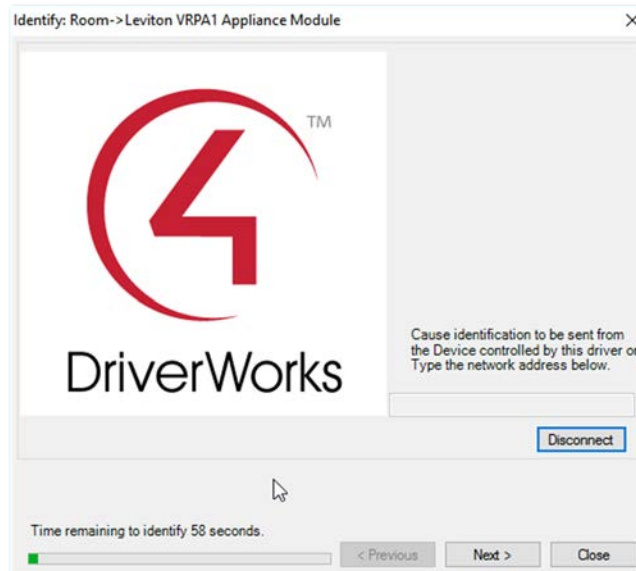 Identify: Room->Leviton VRPA1 Appliance Module
TM
4
DriverWorks
Cause identification to be sent from
the Device controlled by this driver or
Type the network address below.
Disconnect
Time remaining to identify 58 seconds.
< Previous
Next >
Close